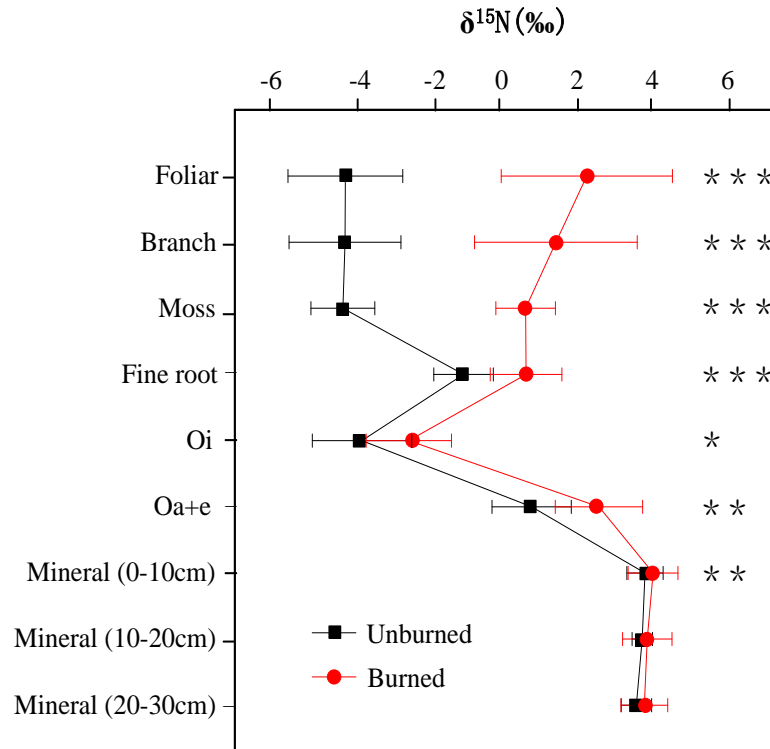 δ¹⁵N(‰)
-6 -4 -2 0 2 4 6
Foliar ***
Branch ***
Moss ***
Fine root ***
Oi *
Oa+e **
Mineral (0-10cm) **
Mineral (10-20cm)
Unburned
Burned
Mineral (20-30cm)